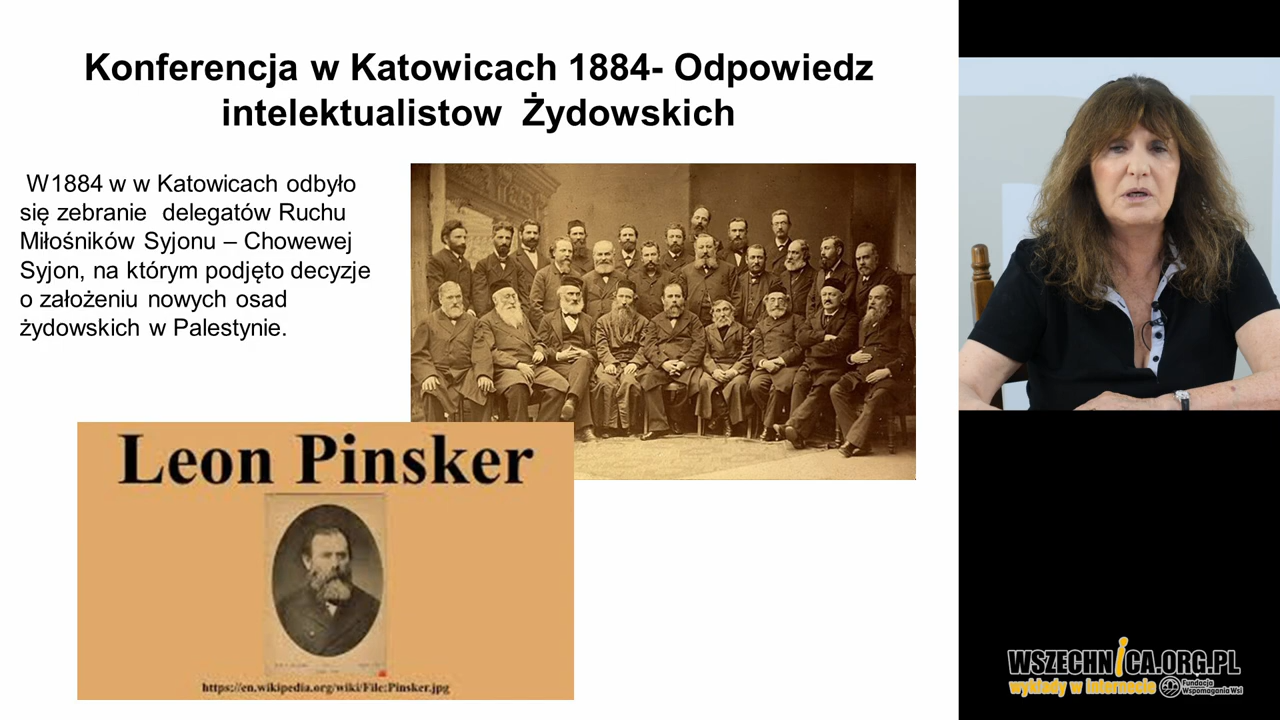 Konferencja w Katowicach 1884- Odpowiedz
intelektualistow Żydowskich
W1884 w w Katowicach odbyło
się zebranie delegatów Ruchu
Miłośników Syjonu – Chowewej
Syjon, na którym podjęto decyzje
o założeniu nowych osad
żydowskich w Palestynie.
Leon Pinsker
https://en.wikipedia.org/wiki/File:Pinsker.jpg
WSZECHNICA.ORG.PL
wykłady w internecie
Fundacja
Wspomagania Wsi